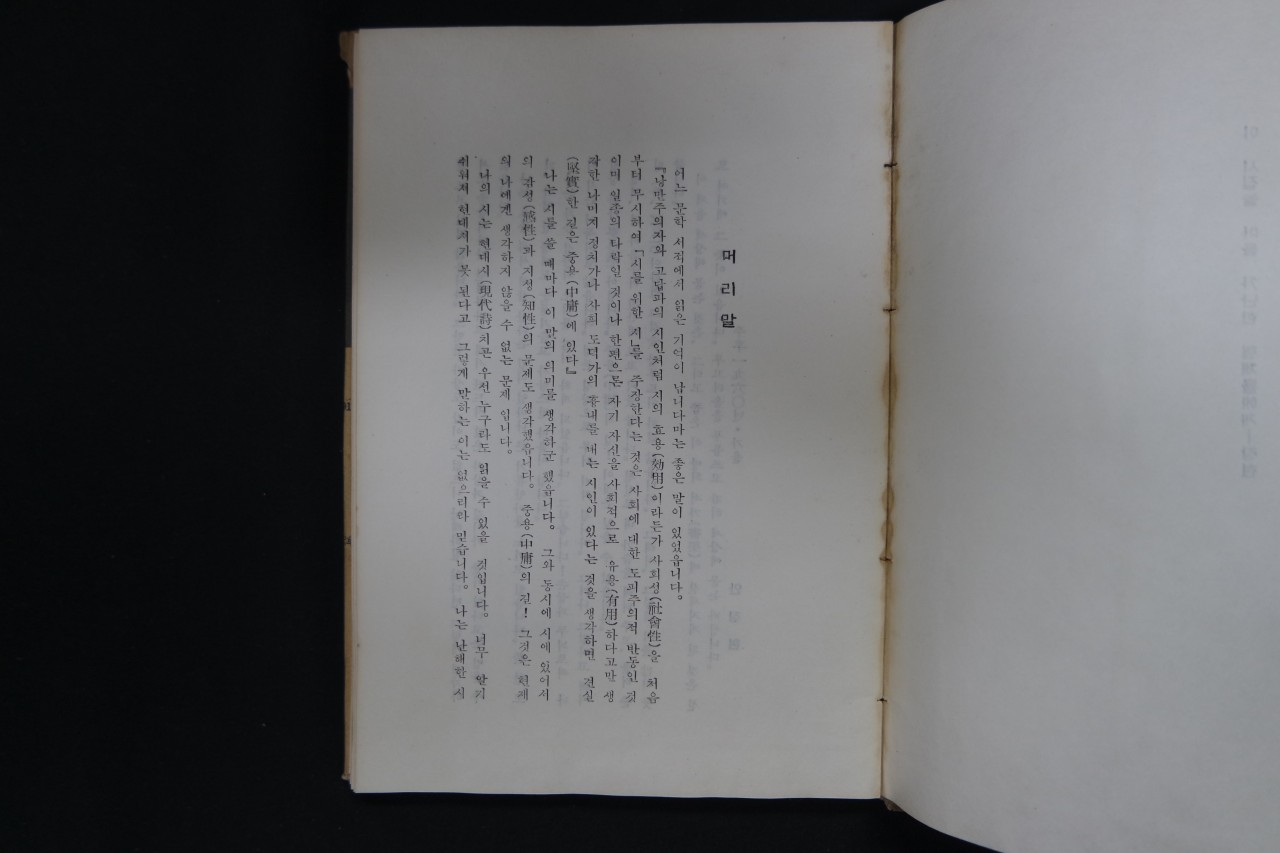 머리말
어느 문학 서적에서 읽은 기억이 납니다마는 좋은 말이 있었읍니다.
『낭만주의자와 고답파의 시인처럼 시의 효용(効用)이라든가 사회성(社會性)을 처음
부터 무시하여 「시를 위한 시」를 주장한다는 것은 사회에 대한 도피주의적 반동인 것
이며 일종의 타락일 것이나 한편으론 자기 자신을 사회적으로 유용(有用)하다고만 생
각한 나머지 정치가나 사회 도덕가의 흉내를 내는 시인이 있다는 것을 생각하면 견실
(堅實)한 길은 중용(中庸)에 있다』
나는 시를 쓸 때마다 이 말의 의미를 생각하군 했읍니다. 그와 동시에 시에 있어서
의 감성(感性)과 지성(知性)의 문제도 생각했읍니다. 중용(中庸)의 길! 그것은 현재
의 나에겐 생각하지 않을 수 없는 문제 입니다.
나의 시는 현대시(現代詩)치곤 우선 누구라도 읽을 수 있을 것입니다. 너무 알기
쉬워져 현대시가 못 된다고 그렇게 말하는 이는 없으리라 믿습니다. 나는 난해한 시